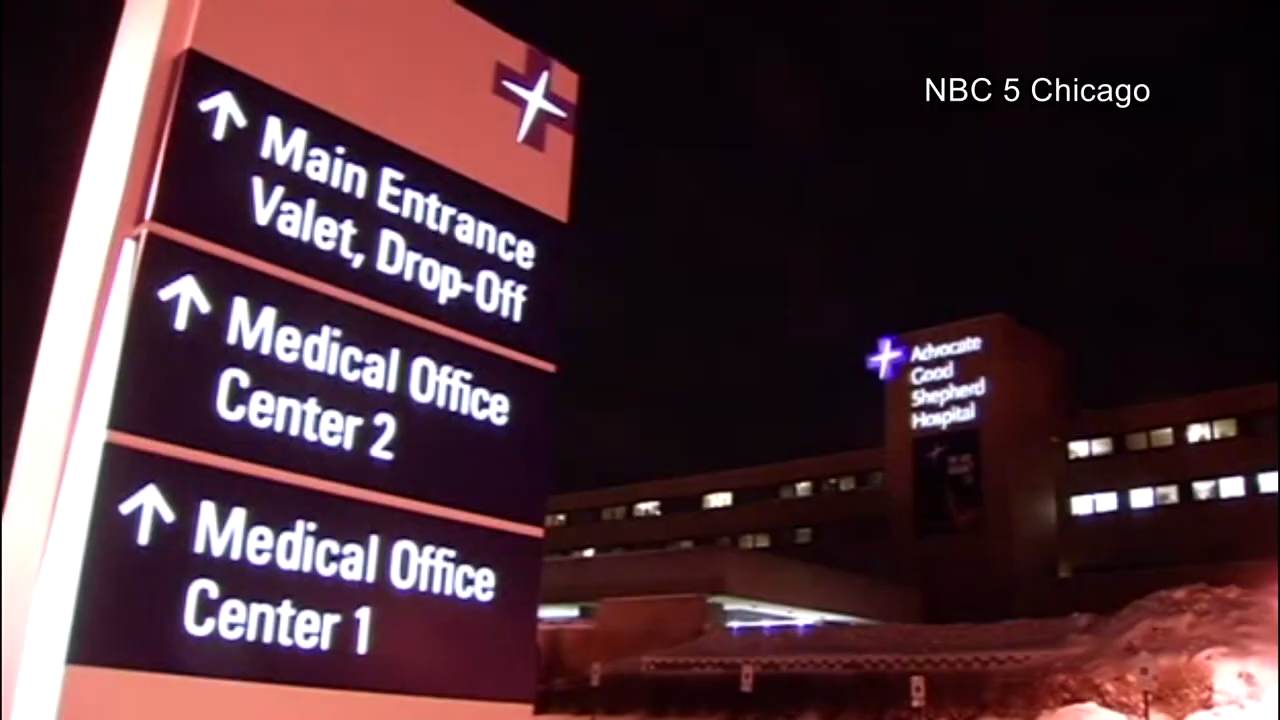 NBC 5 Chicago
Main Entrance
Valet, Drop-Off
Medical Office
Center 2
Medical Office
Center 1
Advocate
Good
Shepherd
Hospital